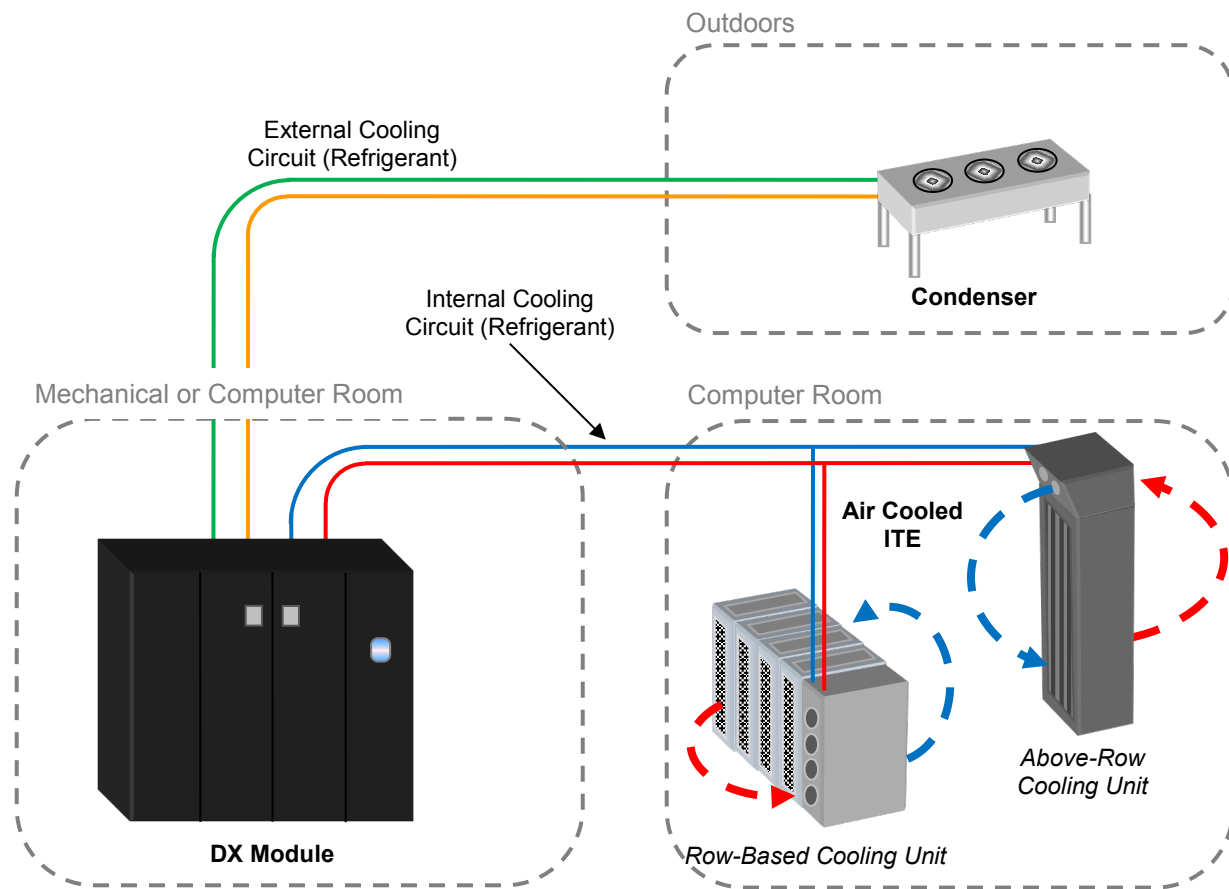 Outdoors
External Cooling
Circuit (Refrigerant)
Condenser
Internal Cooling
Circuit (Refrigerant)
Mechanical or Computer Room
Computer Room
Air Cooled
ITE
Above-Row
Cooling Unit
DX Module
Row-Based Cooling Unit